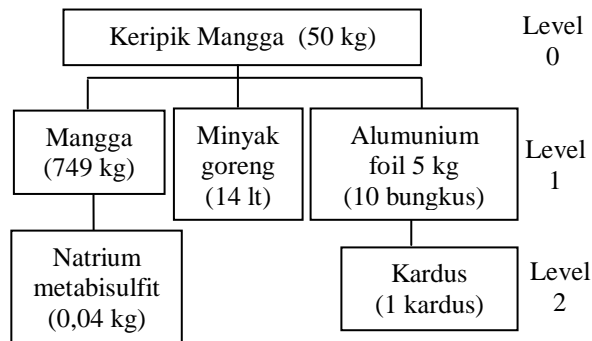 Keripik Mangga (50 kg)
Level
0
Mangga
(749 kg)
Minyak
goreng
(14 lt)
Alumunium
foil 5 kg
(10 bungkus)
Level
1
Natrium
metabisulfit
(0,04 kg)
Kardus
(1 kardus)
Level
2